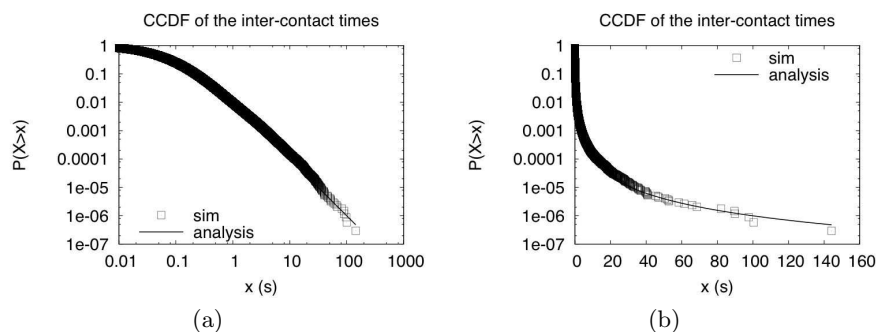 CCDF of the inter-contact times
P(X>x)
1
0.1
0.01
0.001
0.0001
1e-05
1e-06
1e-07
sim
analysis
0.01 0.1 1 10 100 1000
x (s)
(a)
CCDF of the inter-contact times
P(X>x)
1
0.1
0.01
0.001
0.0001
1e-05
1e-06
1e-07
sim
analysis
0 20 40 60 80 100 120 140 160
x (s)
(b)